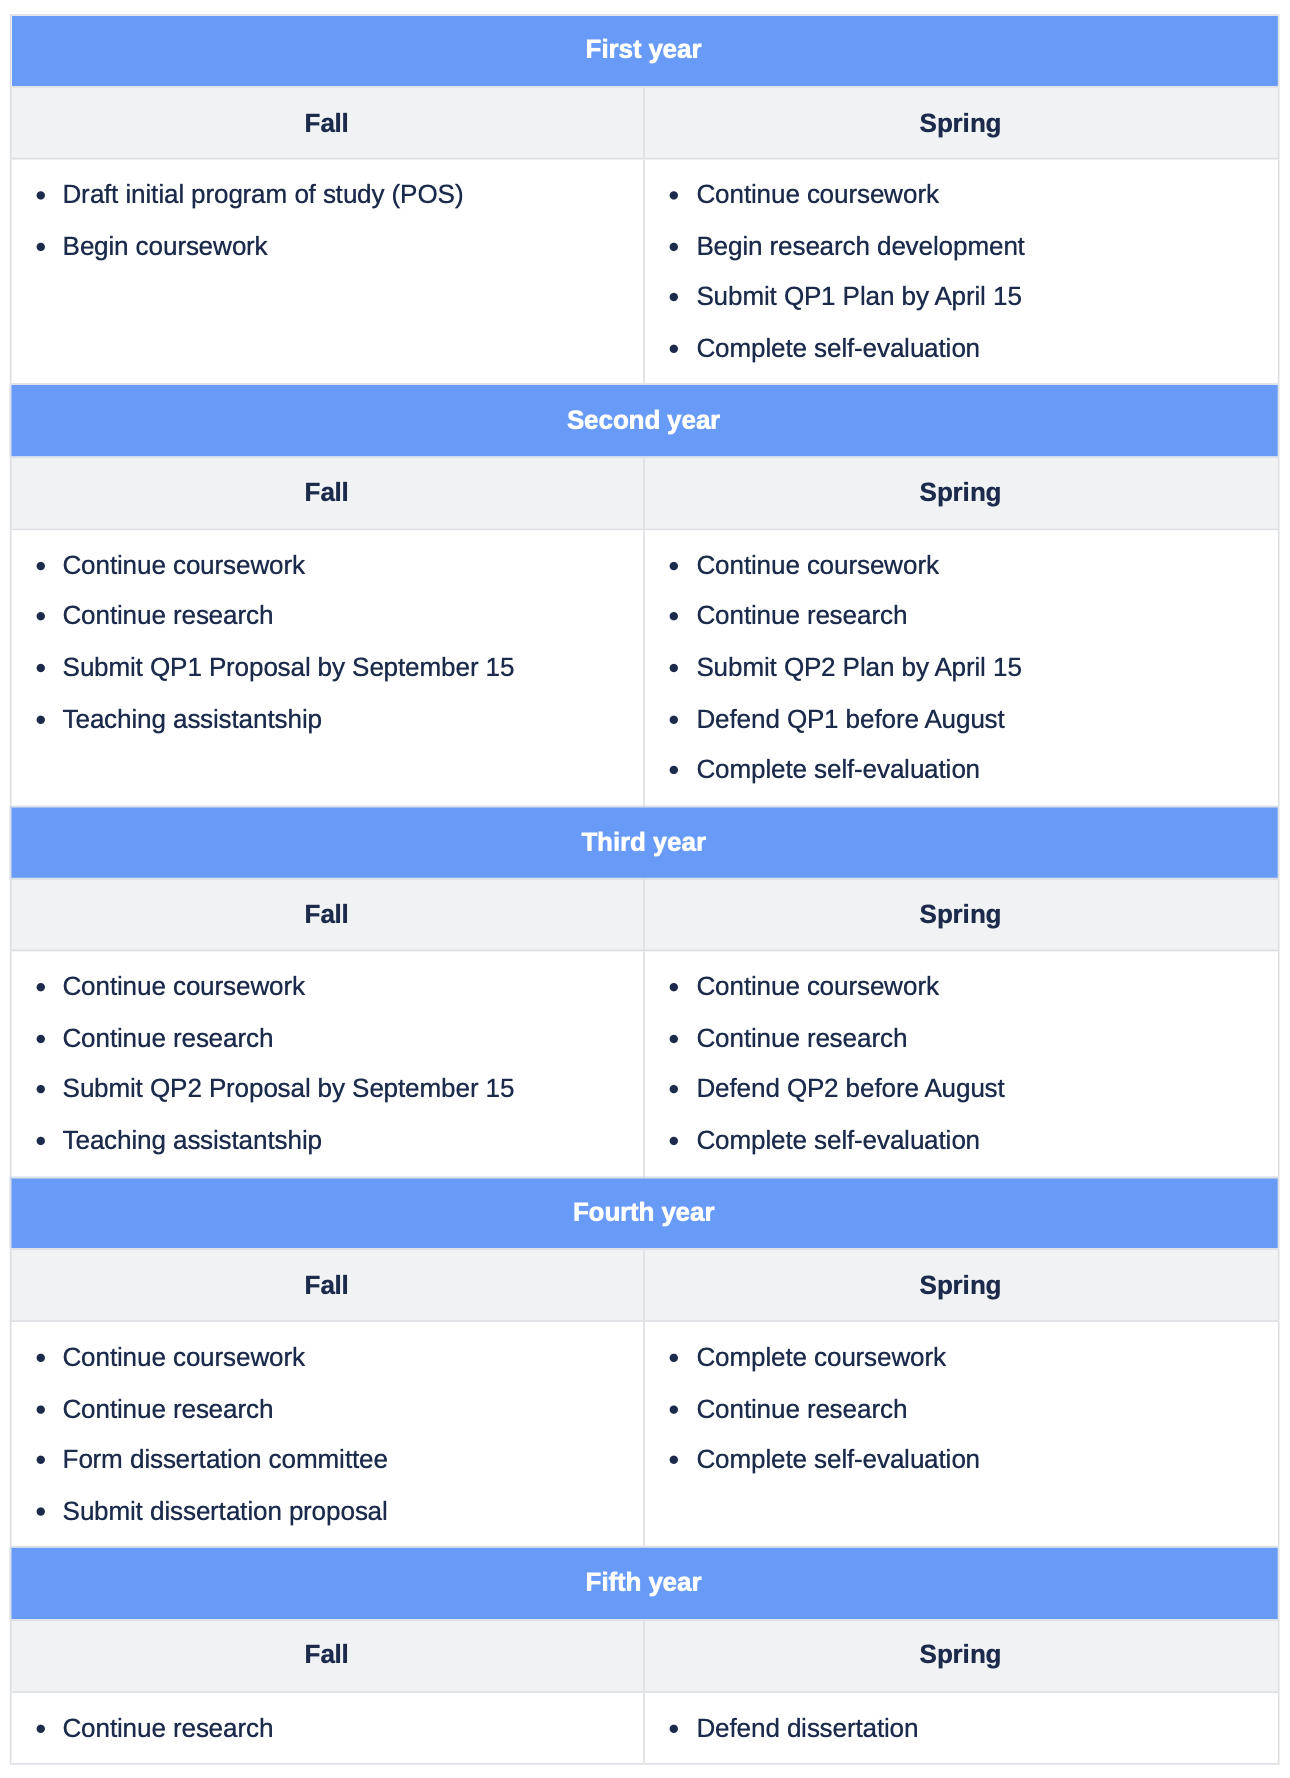 First year
Fall
Spring
• Draft initial program of study (POS)
• Begin coursework
• Continue coursework
• Begin research development
• Submit QP1 Plan by April 15
• Complete self-evaluation
Second year
Fall
Spring
• Continue coursework
• Continue research
• Submit QP1 Proposal by September 15
• Teaching assistantship
• Continue coursework
• Continue research
• Submit QP2 Plan by April 15
• Defend QP1 before August
• Complete self-evaluation
Third year
Fall
Spring
• Continue coursework
• Continue research
• Submit QP2 Proposal by September 15
• Teaching assistantship
• Continue coursework
• Continue research
• Defend QP2 before August
• Complete self-evaluation
Fourth year
Fall
Spring
• Continue coursework
• Continue research
• Form dissertation committee
• Submit dissertation proposal
• Complete coursework
• Continue research
• Complete self-evaluation
Fifth year
Fall
Spring
• Continue research
• Defend dissertation